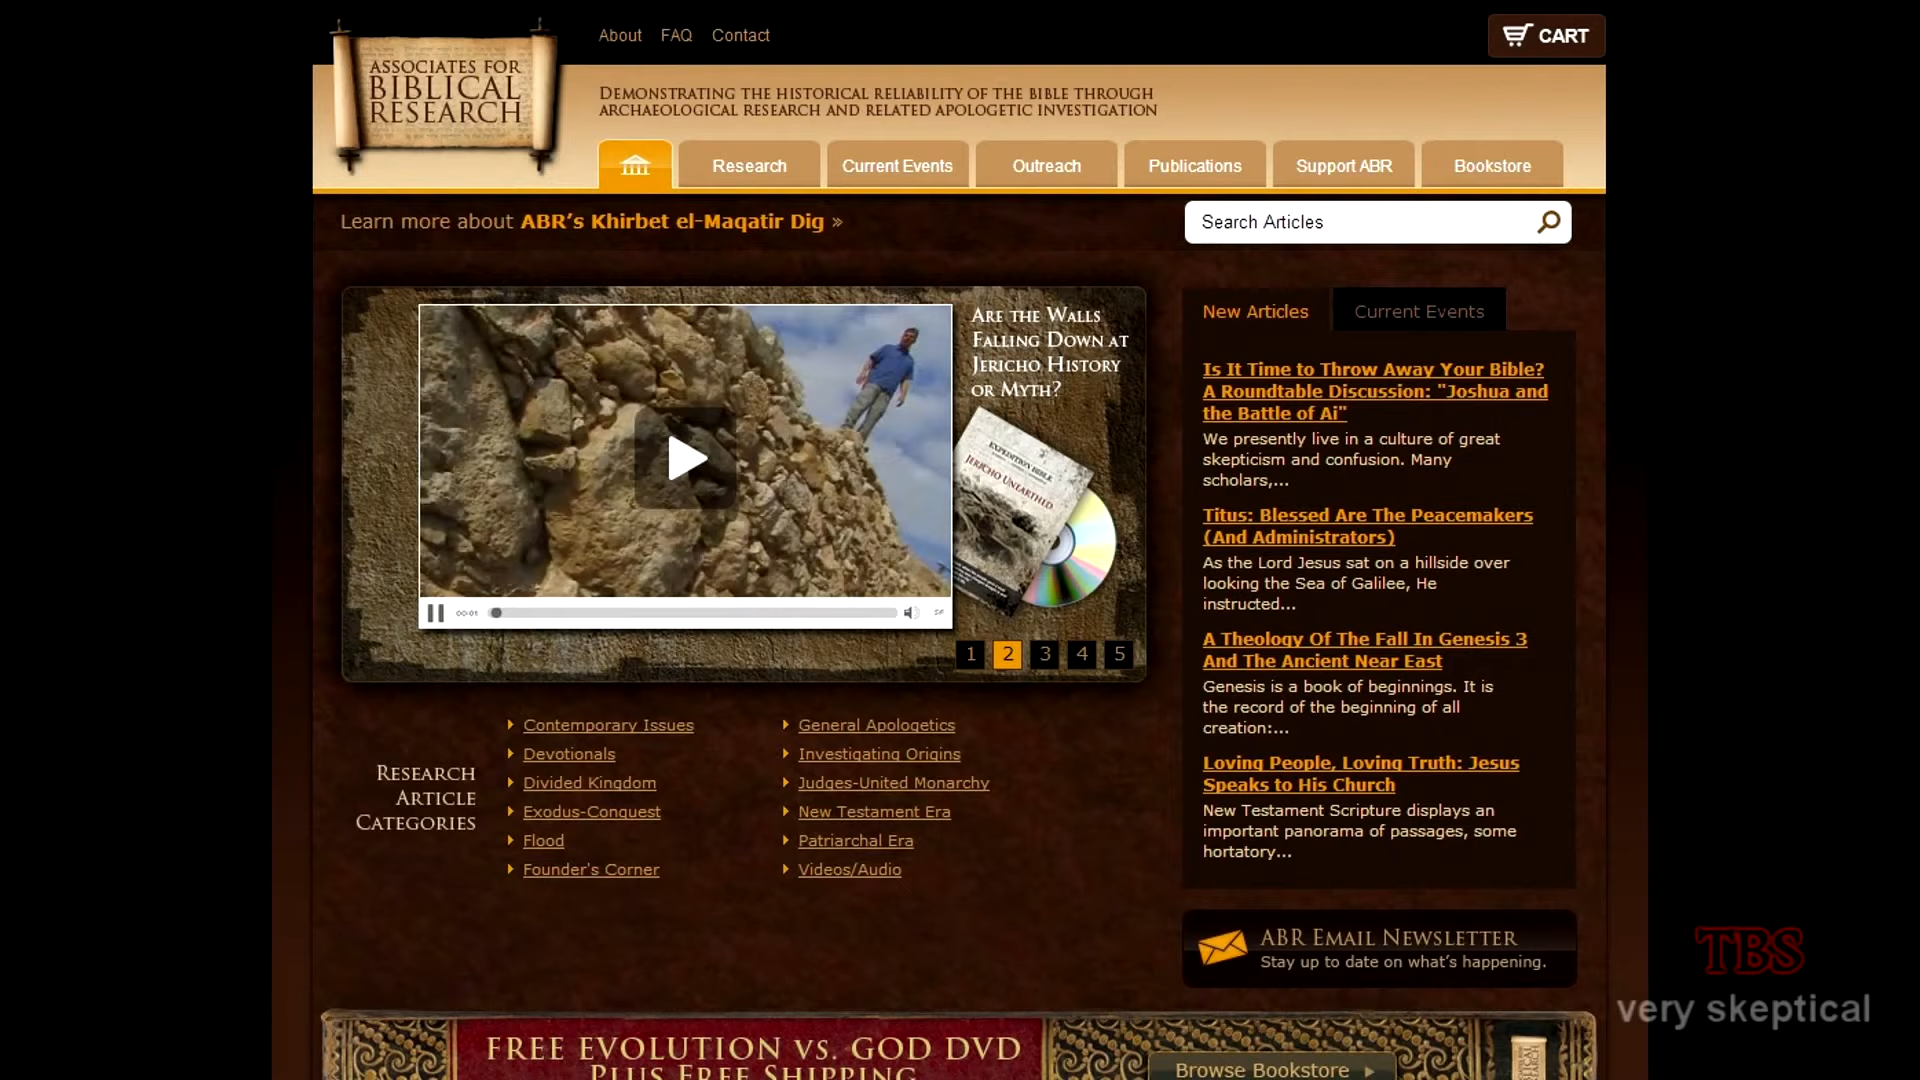 About FAQ Contact
CART
ASSOCIATES FOR
BIBLICAL
RESEARCH
DEMONSTRATING THE HISTORICAL RELIABILITY OF THE BIBLE THROUGH
ARCHAEOLOGICAL RESEARCH AND RELATED APOLOGETIC INVESTIGATION
Research Current Events Outreach Publications Support ABR Bookstore
Learn more about ABR's Khirbet el-Maqatir Dig »
Search Articles
ARE THE WALLS
FALLING DOWN AT
JERICHO HISTORY
OR MYTH?
EXPEDITION BIBLE
JERICHO UNEARTHED
00:01
1 2 3 4 5
New Articles Current Events
Is It Time to Throw Away Your Bible?
A Roundtable Discussion: "Joshua and
the Battle of Ai"
We presently live in a culture of great
skepticism and confusion. Many
scholars,...
Titus: Blessed Are The Peacemakers
(And Administrators)
As the Lord Jesus sat on a hillside over
looking the Sea of Galilee, He
instructed...
A Theology Of The Fall In Genesis 3
And The Ancient Near East
Genesis is a book of beginnings. It is
the record of the beginning of all
creation:...
Loving People, Loving Truth: Jesus
Speaks to His Church
New Testament Scripture displays an
important panorama of passages, some
hortatory...
RESEARCH
ARTICLE
CATEGORIES
Contemporary Issues
Devotionals
Divided Kingdom
Exodus-Conquest
Flood
Founder's Corner
General Apologetics
Investigating Origins
Judges-United Monarchy
New Testament Era
Patriarchal Era
Videos/Audio
ABR EMAIL NEWSLETTER
Stay up to date on what's happening.
FREE EVOLUTION VS. GOD DVD
PLUS FREE SHIPPING
Browse Bookstore
TBS
very skeptical